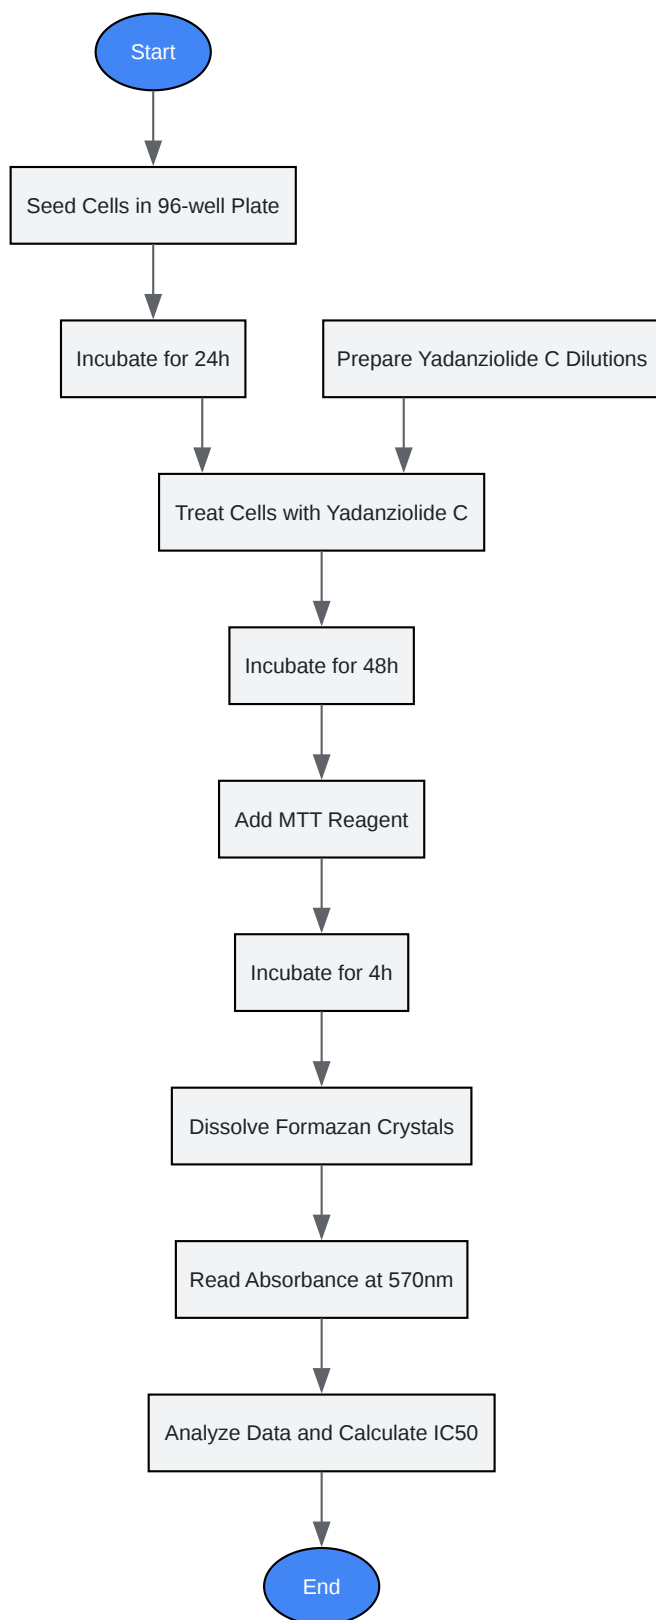 Start
Seed Cells in 96-well Plate
Incubate for 24h
Prepare Yadanziolide C Dilutions
Treat Cells with Yadanziolide C
Incubate for 48h
Add MTT Reagent
Incubate for 4h
Dissolve Formazan Crystals
Read Absorbance at 570nm
Analyze Data and Calculate IC50
End